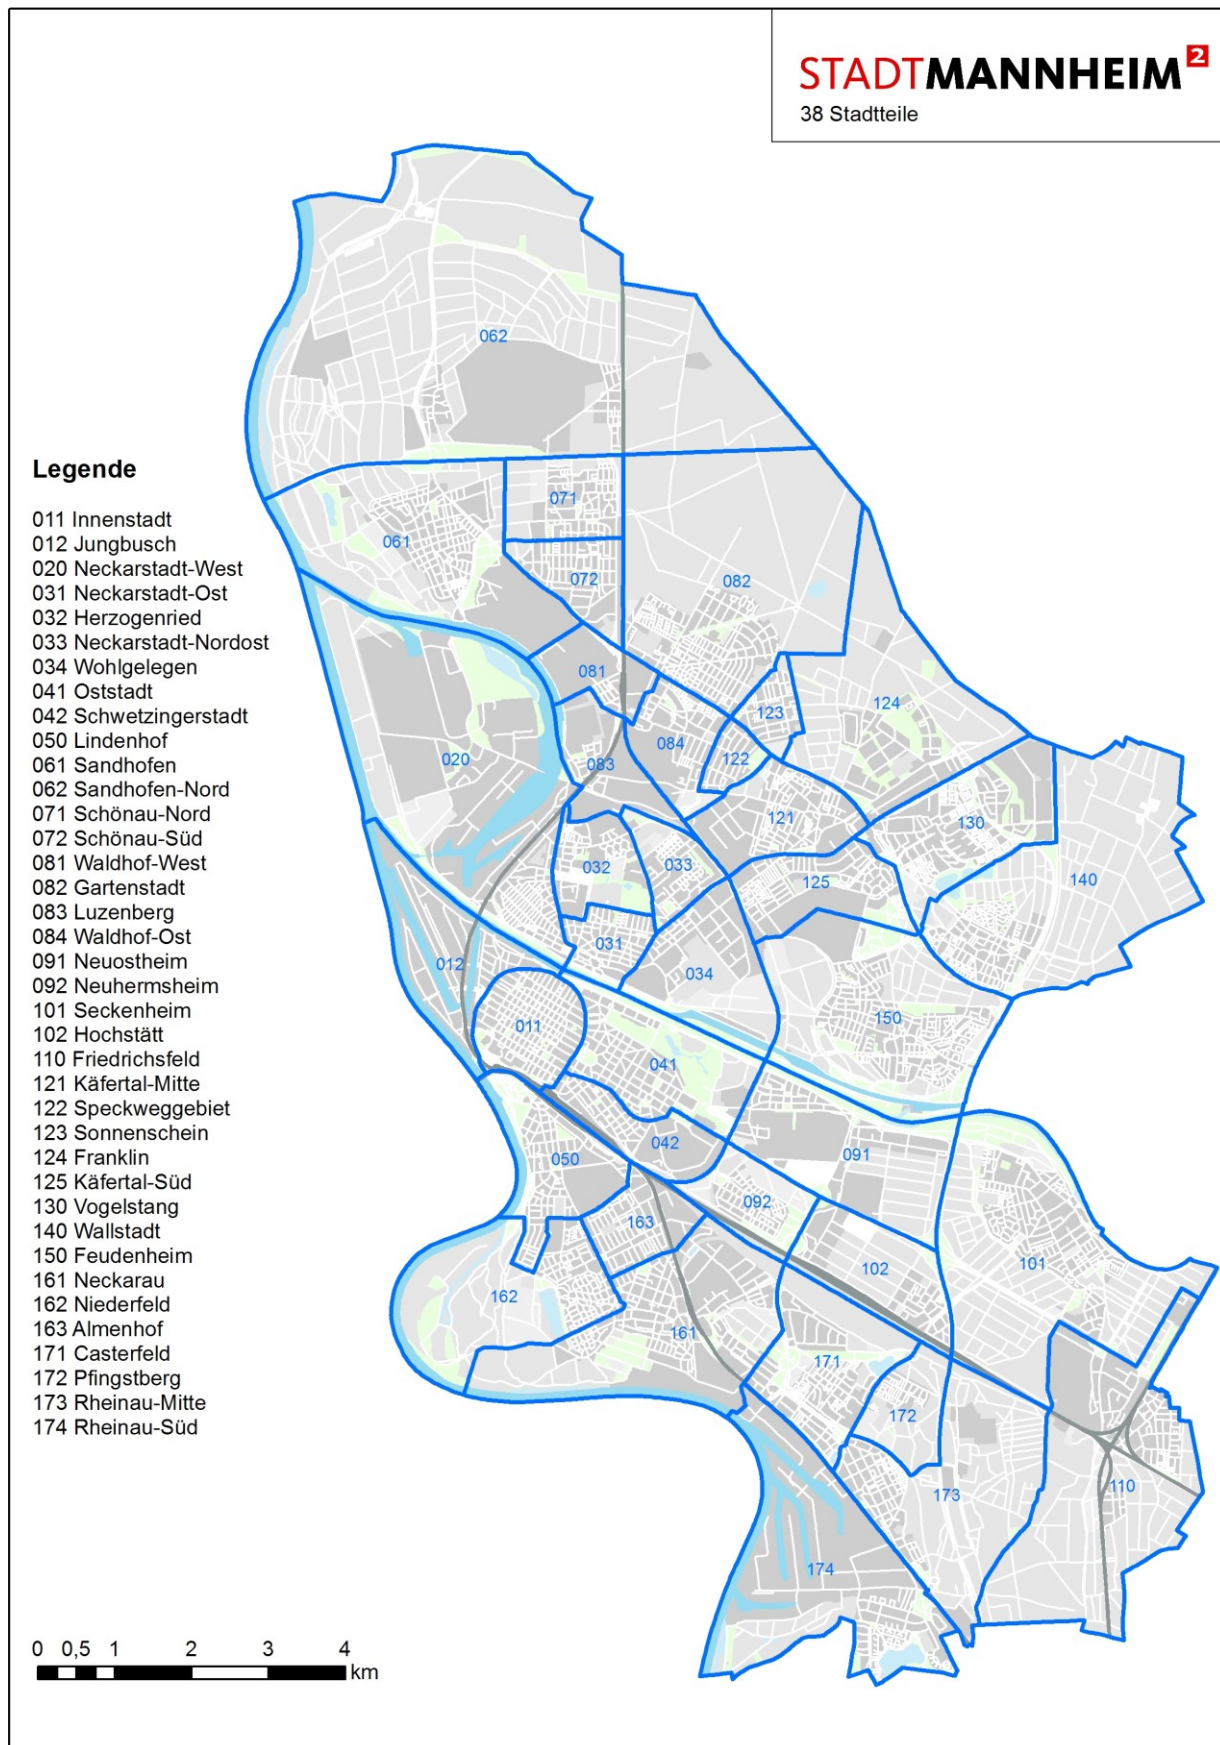 STADTMANNHEIM²
38 Stadtteile
062
071
061
072
082
081
124
123
084
122
083
020
121
130
032
033
125
140
031
012
034
011
150
041
042
050
091
092
163
101
102
162
161
171
172
173
110
174
Legende
011 Innenstadt
012 Jungbusch
020 Neckarstadt-West
031 Neckarstadt-Ost
032 Herzogenried
033 Neckarstadt-Nordost
034 Wohlgelegen
041 Oststadt
042 Schwetzingerstadt
050 Lindenhof
061 Sandhofen
062 Sandhofen-Nord
071 Schönau-Nord
072 Schönau-Süd
081 Waldhof-West
082 Gartenstadt
083 Luzenberg
084 Waldhof-Ost
091 Neuostheim
092 Neuhermsheim
101 Seckenheim
102 Hochstätt
110 Friedrichsfeld
121 Käfertal-Mitte
122 Speckweggebiet
123 Sonnenschein
124 Franklin
125 Käfertal-Süd
130 Vogelstang
140 Wallstadt
150 Feudenheim
161 Neckarau
162 Niederfeld
163 Almenhof
171 Casterfeld
172 Pfingstberg
173 Rheinau-Mitte
174 Rheinau-Süd
0 0,5 1 2 3 4
km